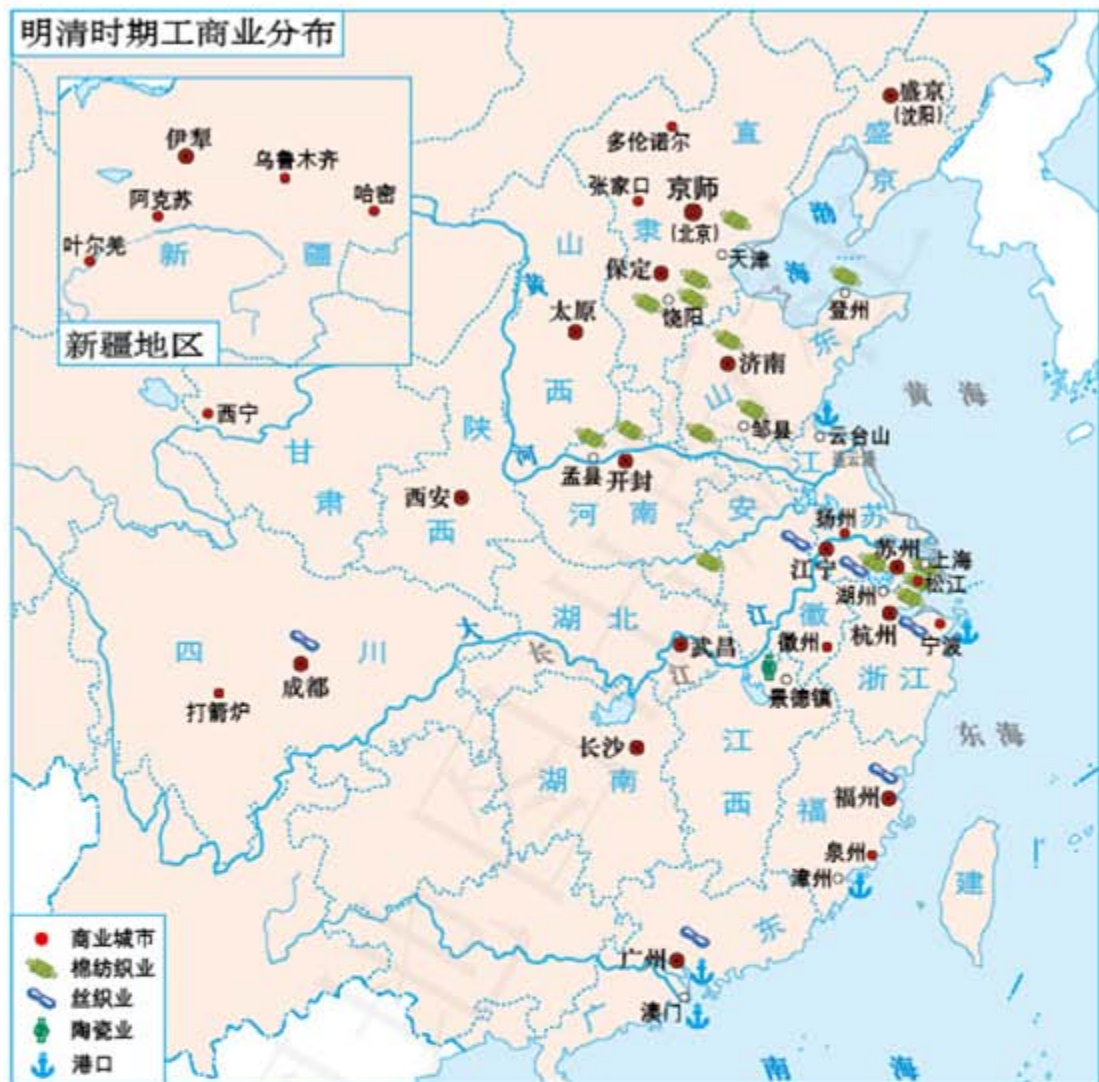 明清时期工商业分布
伊犁
乌鲁木齐
哈密
阿克苏
叶尔羌
新疆
新疆地区
盛京
(沈阳)
多伦诺尔
直隶
盛京
张家口
京师
(北京)
天津
渤海
山西
保定
饶阳
登州
太原
黄河
济南
山东
黄海
西宁
邹县
云台山
连云港
甘肃
陕西
孟县
开封
江苏
西安
河南
安徽
扬州
江宁
苏州
上海
松江
湖州
湖北
大江
长江
杭州
宁波
四川
武昌
徽州
成都
打箭炉
景德镇
浙江
东海
长沙
湖南
江西
福建
福州
泉州
漳州
广东
广州
澳门
南海
商业城市
棉纺织业
丝织业
陶瓷业
港口